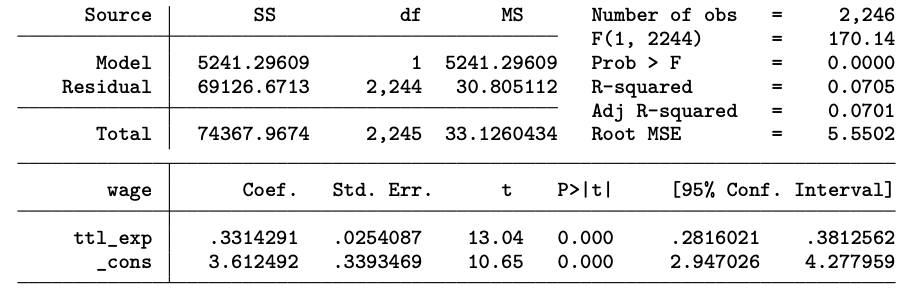 Source SS df MS Number of obs = 2,246
F(1, 2244) = 170.14
Model 5241.29609 1 5241.29609 Prob > F = 0.0000
Residual 69126.6713 2,244 30.805112 R-squared = 0.0705
Adj R-squared = 0.0701
Total 74367.9674 2,245 33.1260434 Root MSE = 5.5502
wage Coef. Std. Err. t P>|t| [95% Conf. Interval]
ttl_exp .3314291 .0254087 13.04 0.000 .2816021 .3812562
_cons 3.612492 .3393469 10.65 0.000 2.947026 4.277959